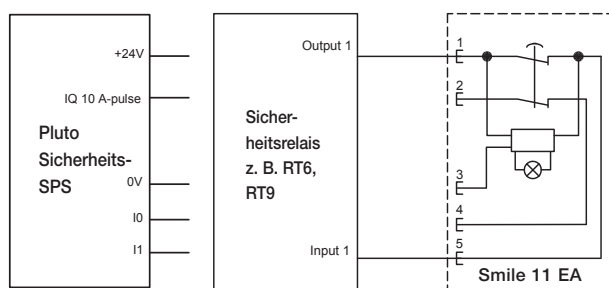 +24V
IQ 10 A-pulse
Pluto
Sicherheits-
SPS
0V
I0
I1
Output 1
Sicher-
heitsrelais
z. B. RT6,
RT9
Input 1
1
2
3
4
5
Smile 11 EA